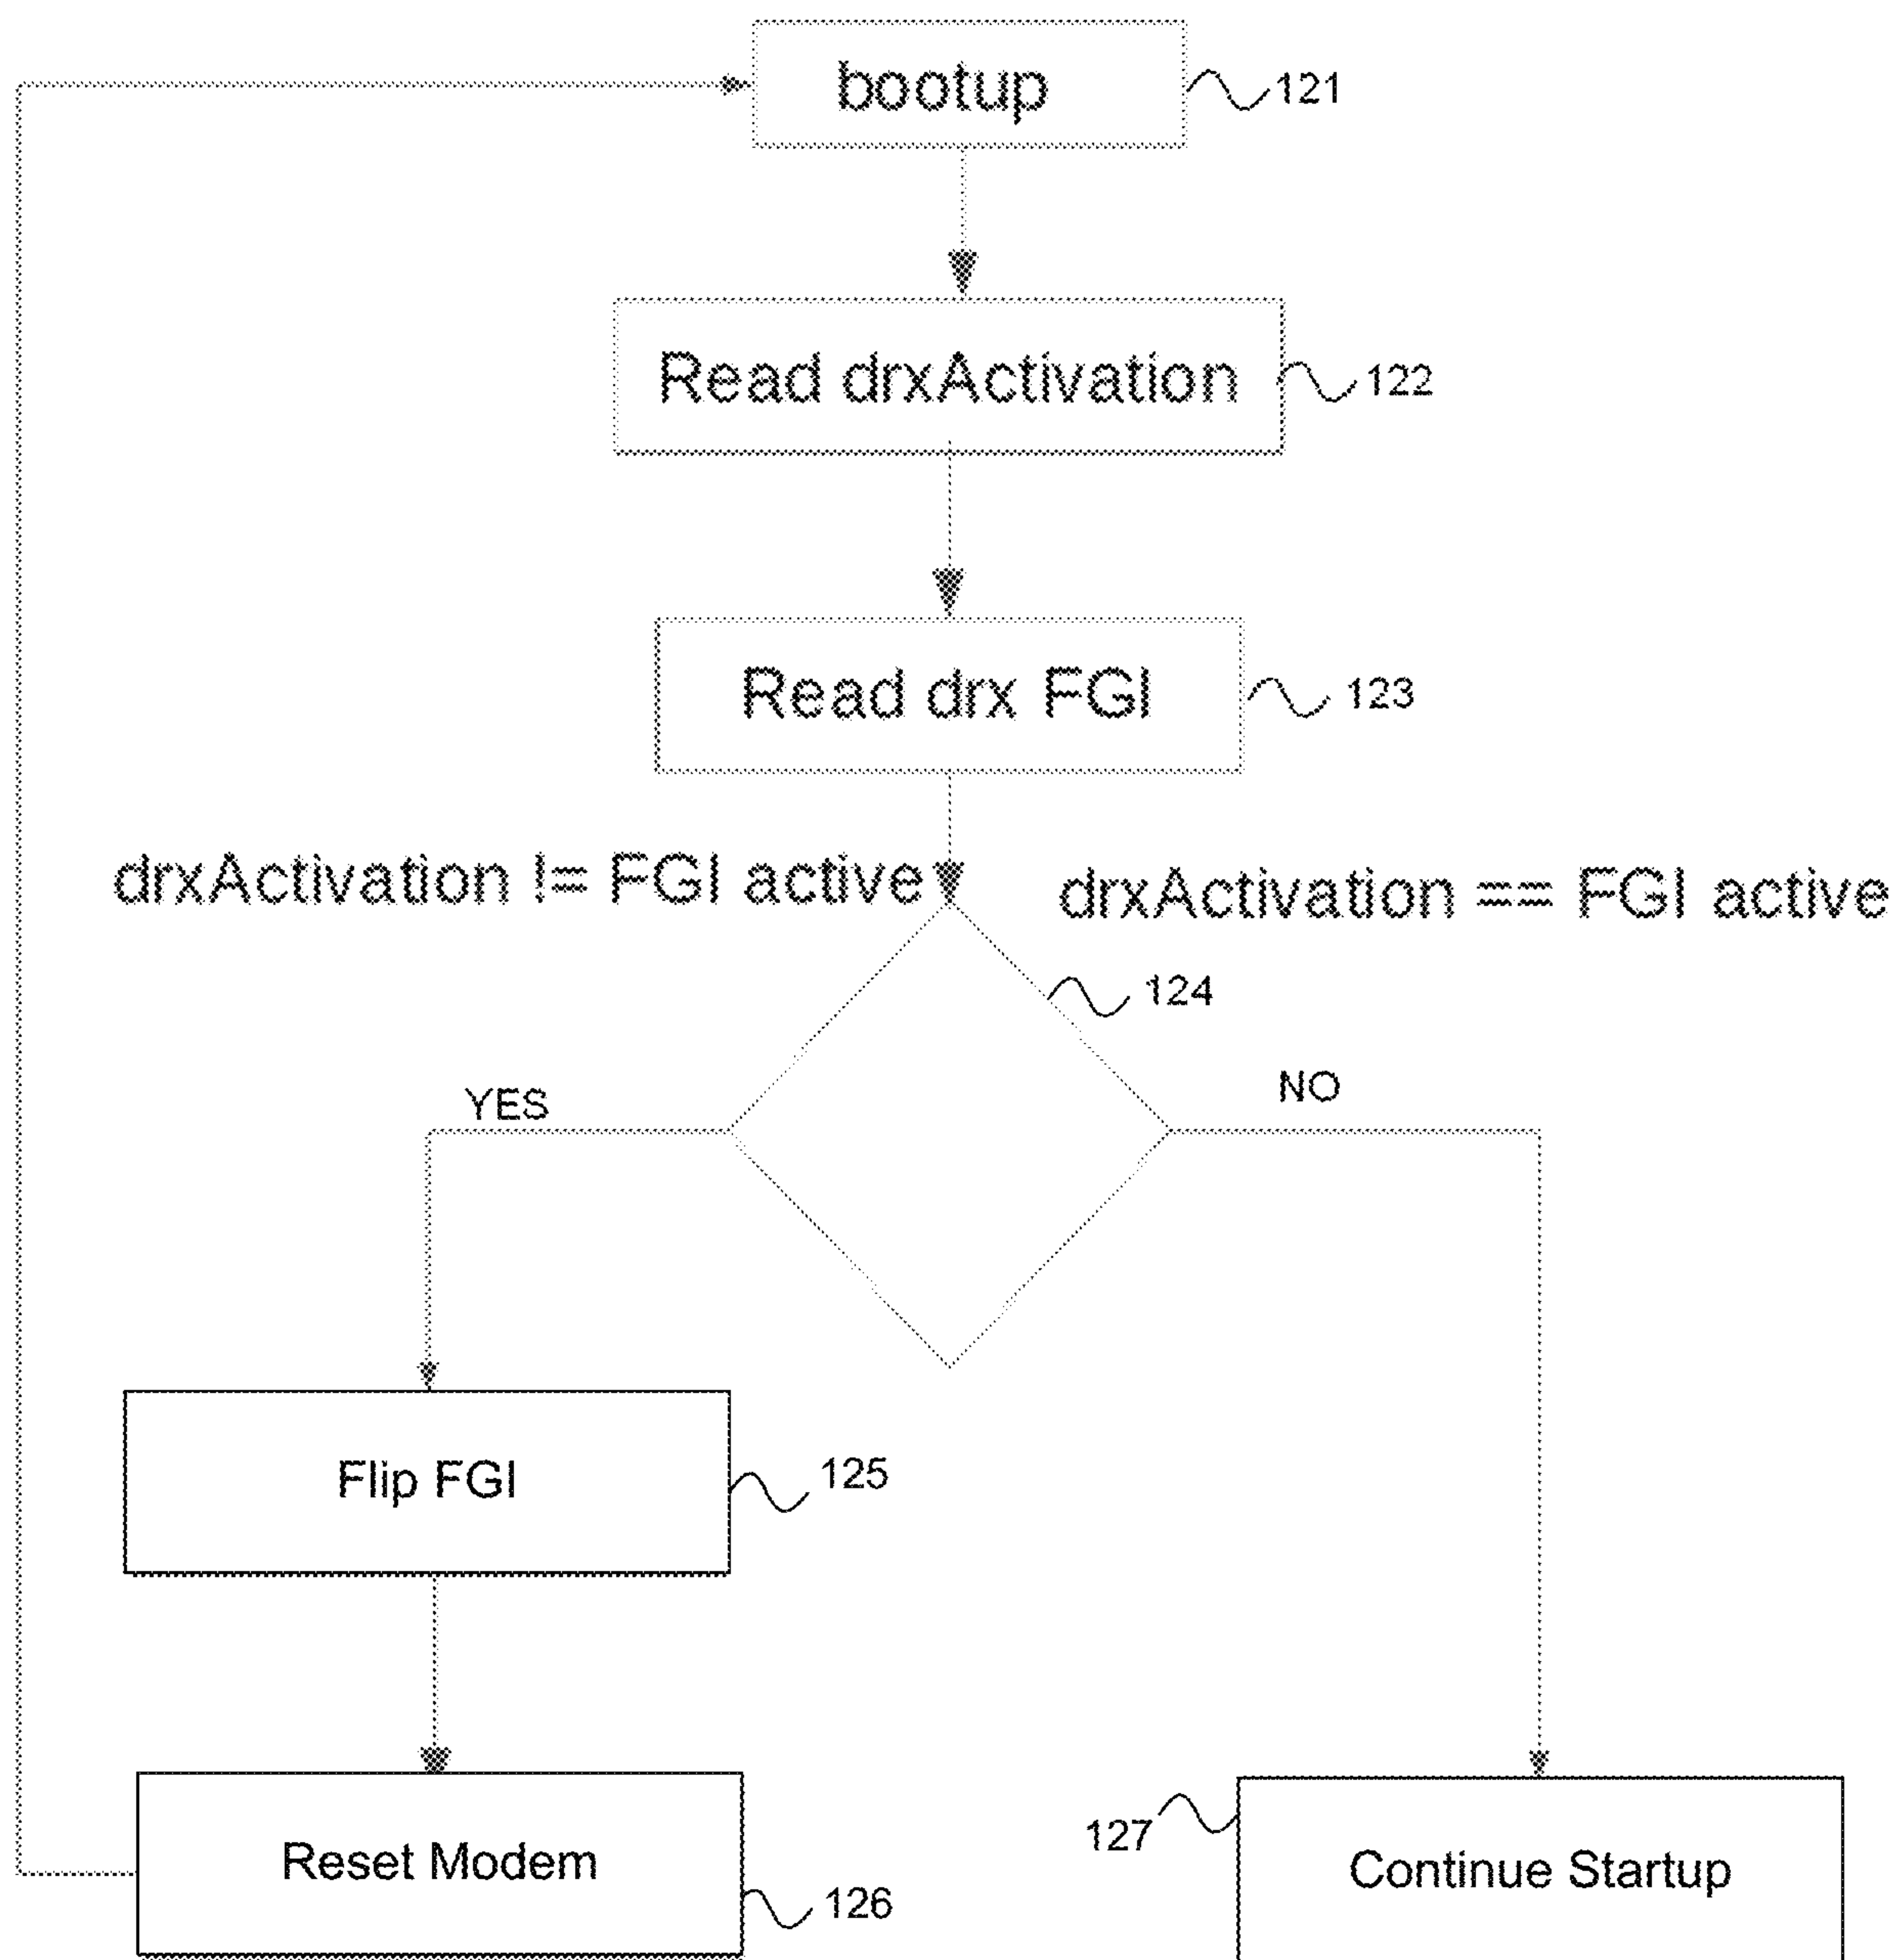 bootup
121
Read drxActivation
122
Read drx FGI
123
drxActivation != FGI active
drxActivation == FGI active
124
YES
NO
Flip FGI
125
Reset Modem
126
127
Continue Startup